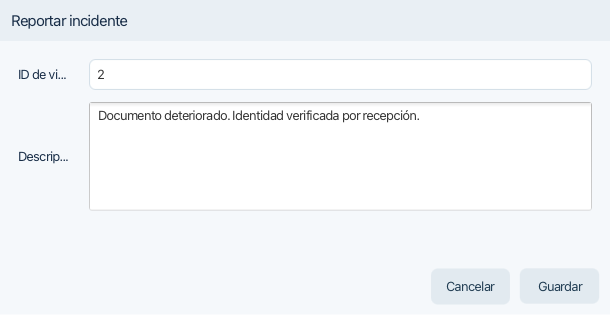 Reportar incidente
ID de vi...
2
Documento deteriorado. Identidad verificada por recepción.
Descrip...
Cancelar
Guardar